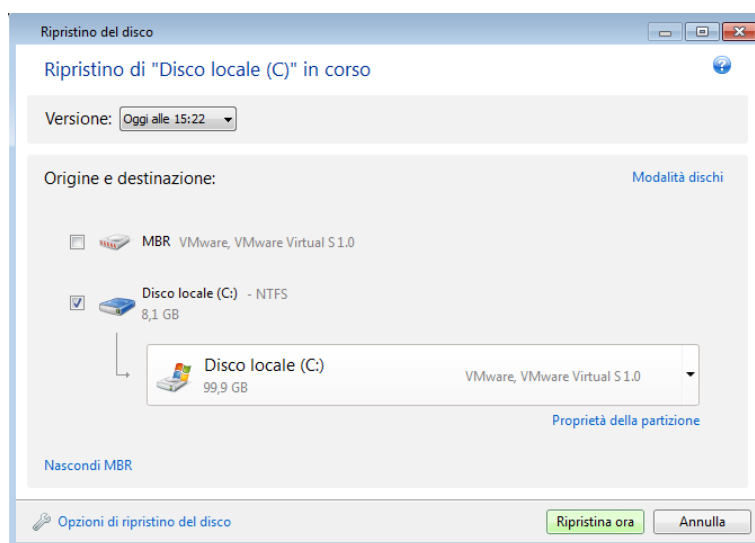 Ripristino del disco
Ripristino di "Disco locale (C)" in corso
Versione: Oggi alle 15:22
Origine e destinazione:
Modalità dischi
MBR VMware, VMware Virtual S 1.0
Disco locale (C:) - NTFS
8,1 GB
Disco locale (C:)
99,9 GB
VMware, VMware Virtual S 1.0
Proprietà della partizione
Nascondi MBR
Opzioni di ripristino del disco
Ripristina ora
Annulla